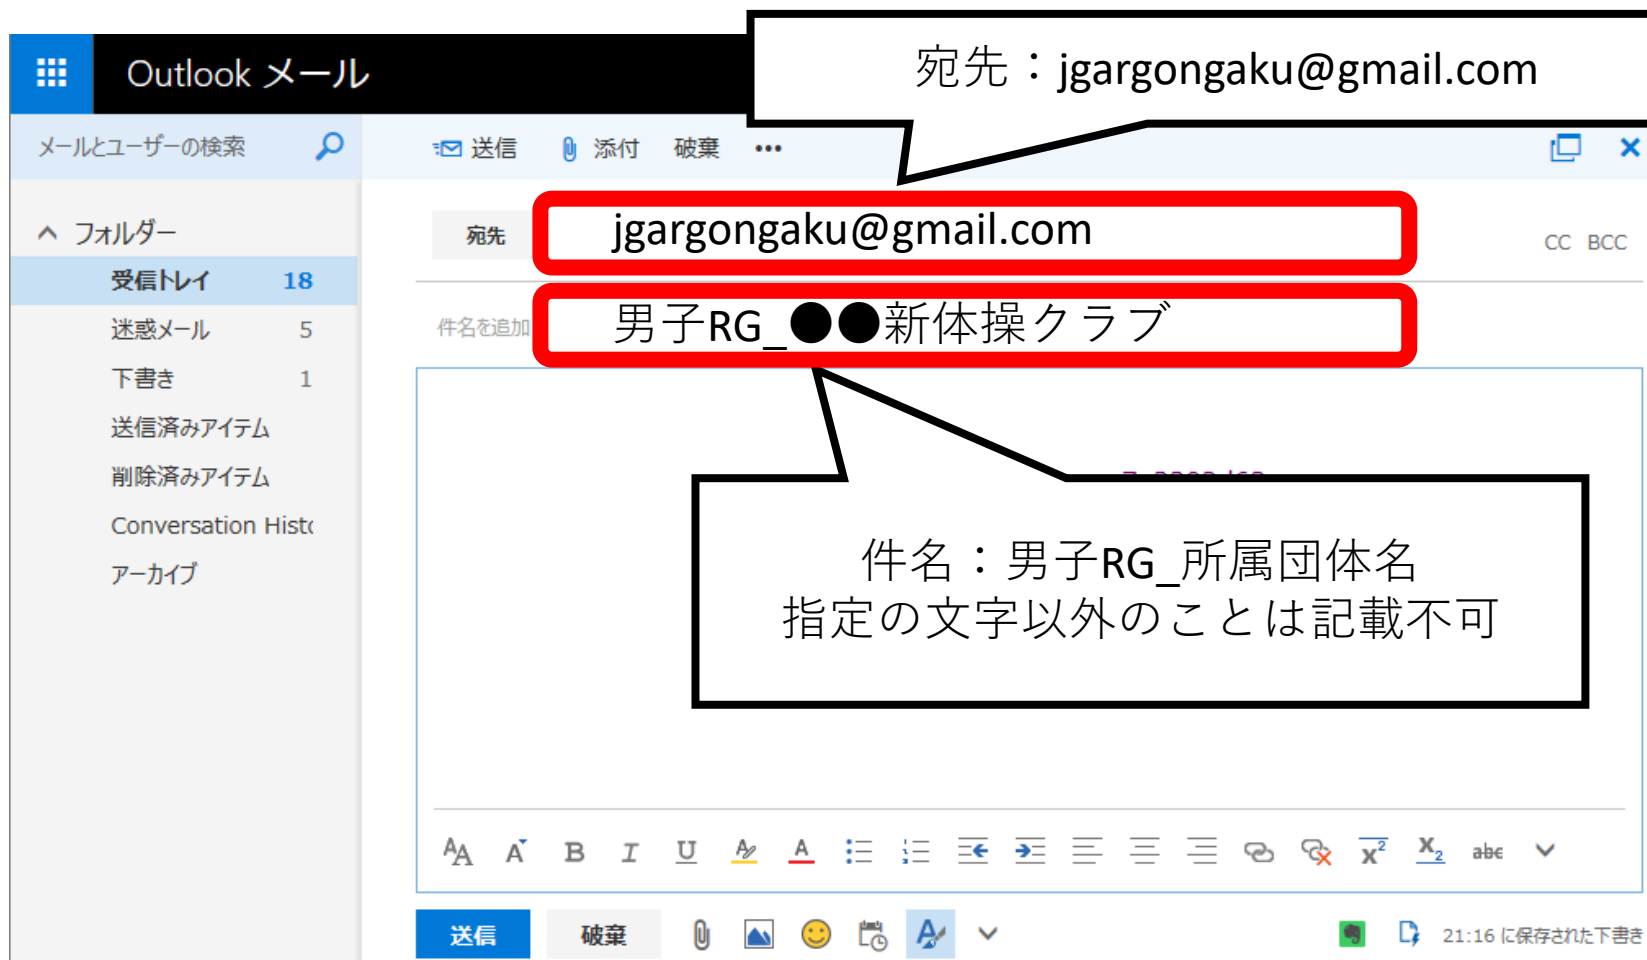 宛先：jgargongaku@gmail.com
Outlook メール
メールとユーザーの検索
送信 添付 破棄 •••
フォルダー
受信トレイ 18
迷惑メール 5
下書き 1
送信済みアイテム
削除済みアイテム
Conversation Histo
アーカイブ
宛先 jgargongaku@gmail.com CC BCC
件名を追加 男子RG_●●新体操クラブ
件名：男子RG_所属団体名
指定の文字以外のことは記載不可
送信 破棄
21:16 に保存された下書き